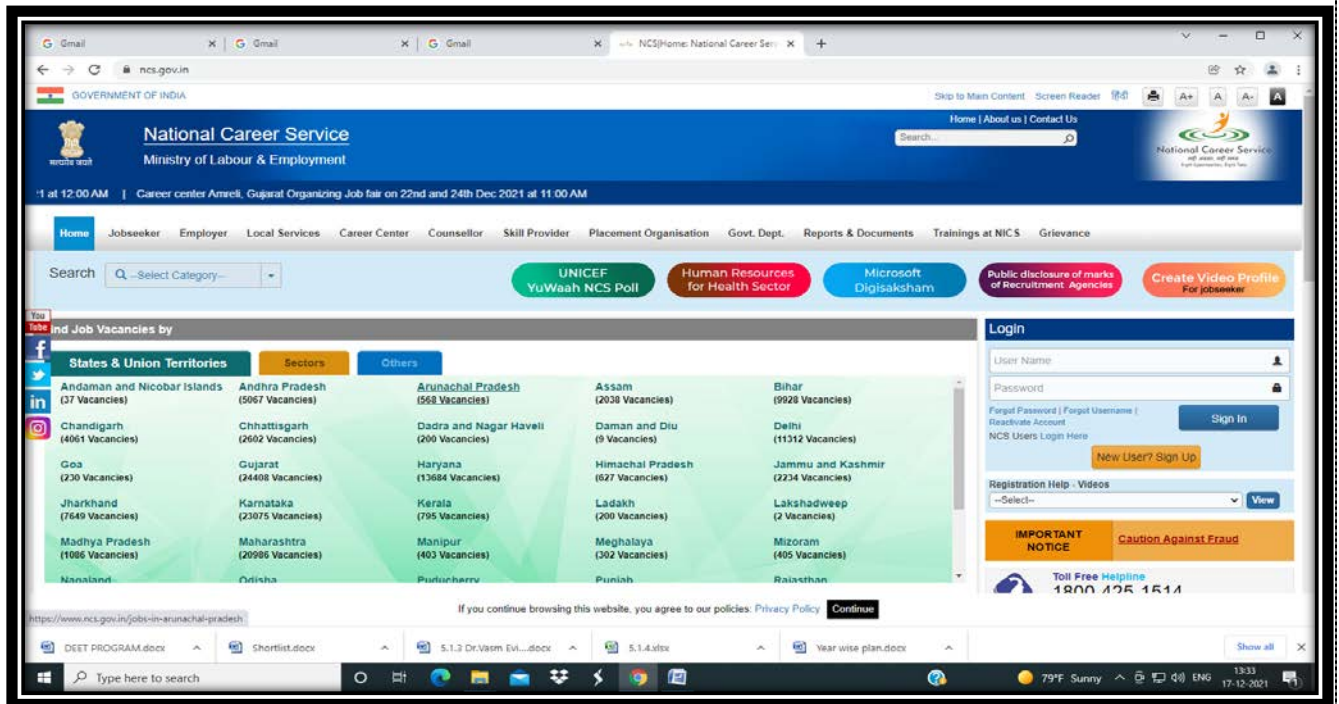 Gmail
Gmail
Gmail
NCS|Home: National Career Ser
ncs.gov.in
GOVERNMENT OF INDIA
Skip to Main Content Screen Reader हिंदी A+ A A- A
National Career Service
Ministry of Labour & Employment
सत्यमेव जयते
Home | About us | Contact Us
Search...
National Career Service
1 at 12:00 AM | Career center Amreli, Gujarat Organizing Job fair on 22nd and 24th Dec 2021 at 11:00 AM
Home Jobseeker Employer Local Services Career Center Counsellor Skill Provider Placement Organisation Govt. Dept. Reports & Documents Trainings at NICS Grievance
Search --Select Category--
UNICEF
YuWaah NCS Poll
Human Resources
for Health Sector
Microsoft
Digisaksham
Public disclosure of marks
of Recruitment Agencies
Create Video Profile
For jobseeker
You
Tube
ind Job Vacancies by
States & Union Territories Sectors Others
Andaman and Nicobar Islands Andhra Pradesh Arunachal Pradesh Assam Bihar
(37 Vacancies) (5067 Vacancies) (568 Vacancies) (2038 Vacancies) (9928 Vacancies)
Chandigarh Chhattisgarh Dadra and Nagar Haveli Daman and Diu Delhi
(4061 Vacancies) (2602 Vacancies) (200 Vacancies) (9 Vacancies) (11312 Vacancies)
Goa Gujarat Haryana Himachal Pradesh Jammu and Kashmir
(230 Vacancies) (24408 Vacancies) (13684 Vacancies) (627 Vacancies) (2234 Vacancies)
Jharkhand Karnataka Kerala Ladakh Lakshadweep
(7649 Vacancies) (23075 Vacancies) (795 Vacancies) (200 Vacancies) (2 Vacancies)
Madhya Pradesh Maharashtra Manipur Meghalaya Mizoram
(1086 Vacancies) (20986 Vacancies) (403 Vacancies) (302 Vacancies) (405 Vacancies)
Nagaland Odisha Puducherry Punjab Rajasthan
Login
User Name
Password
Forgot Password | Forgot Username |
Reactivate Account
NCS Users Login Here
Sign In
New User? Sign Up
Registration Help - Videos
--Select-- View
IMPORTANT
NOTICE
Caution Against Fraud
Toll Free Helpline
1800 425 1514
If you continue browsing this website, you agree to our policies: Privacy Policy Continue
https://www.ncs.gov.in/jobs-in-arunachal-pradesh
DEET PROGRAM.docx Shortlist.docx 5.1.3 Dr.Vasm Evi....docx 5.1.4.xlsx Year wise plan.docx Show all
Type here to search
79°F Sunny ENG
13:33
17-12-2021